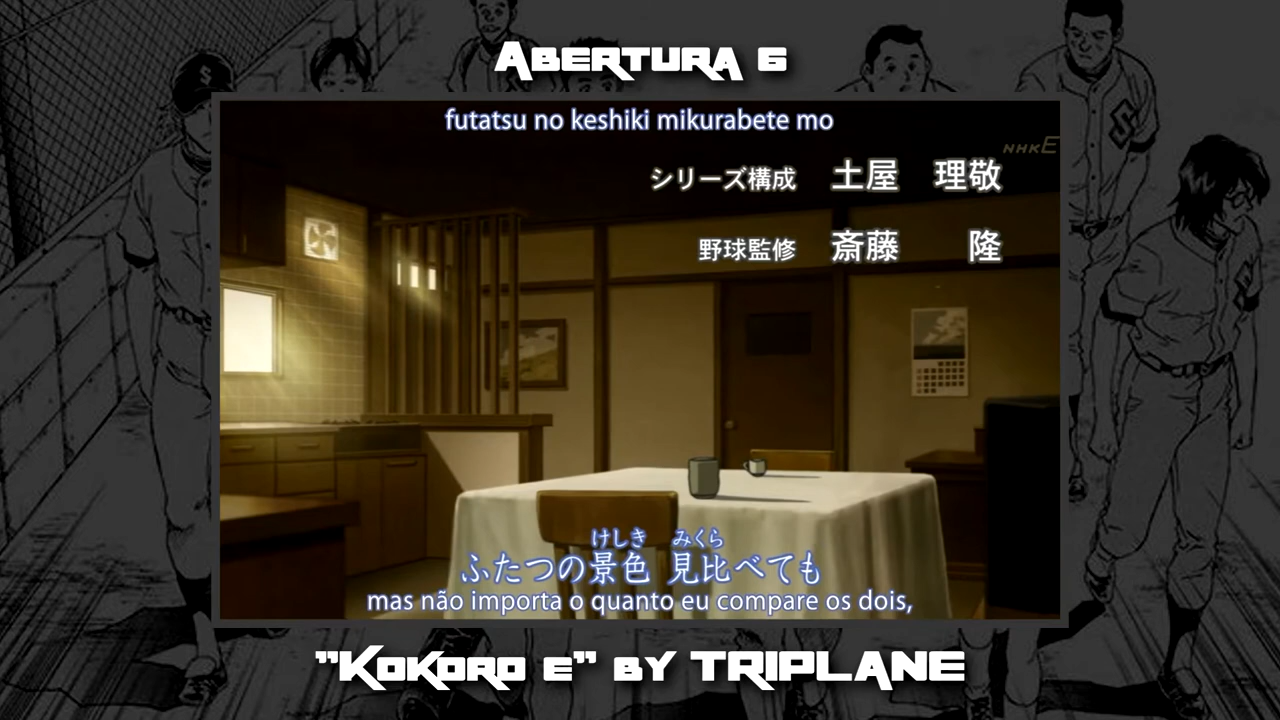 ABERTURA 6
futatsu no keshiki mikurabete mo
NHKE
シリーズ構成 土屋 理敬
野球監修 斎藤 隆
けしき みくら
ふたつの景色 見比べても
mas não importa o quanto eu compare os dois,
"KOKORO E" BY TRIPLANE